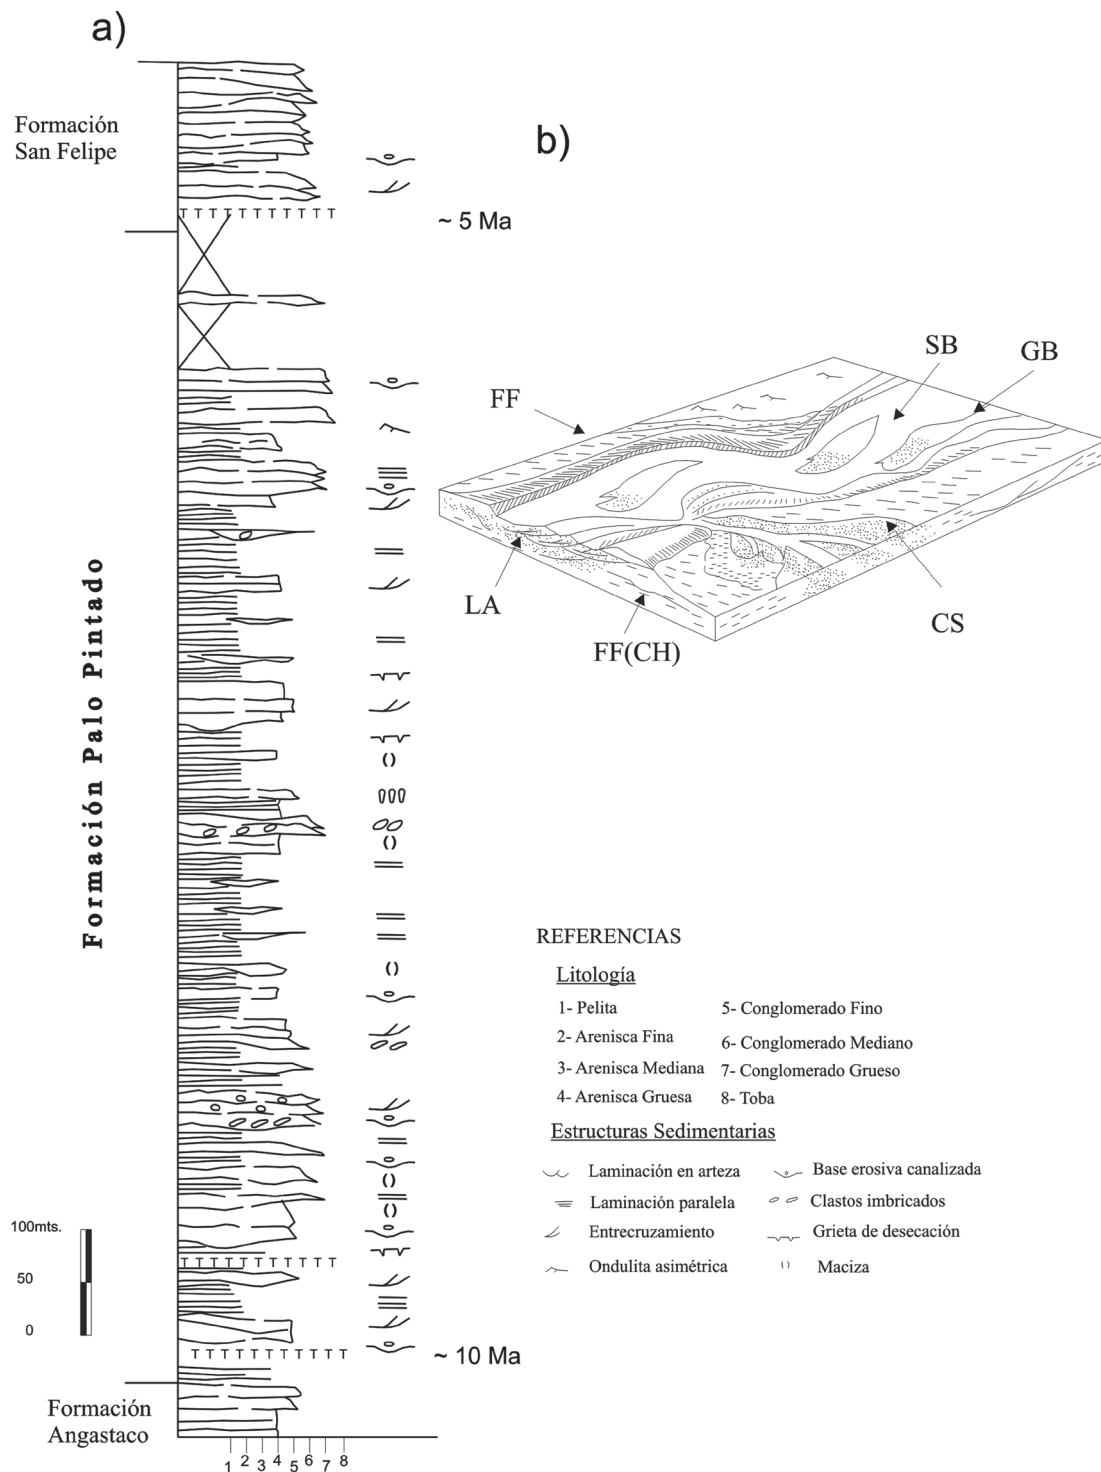 a)
Formación
San Felipe
T T T T T T T T T T T
~ 5 Ma
Formación Palo Pintado
T T T T T T T T T T T
100mts.
50
0
T T T T T T T T T T T
~ 10 Ma
Formación
Angastaco
1 2 3 4 5 6 7 8
b)
SB
GB
FF
LA
FF(CH)
CS
REFERENCIAS
Litología
1- Pelita
2- Arenisca Fina
3- Arenisca Mediana
4- Arenisca Gruesa
5- Conglomerado Fino
6- Conglomerado Mediano
7- Conglomerado Grueso
8- Toba
Estructuras Sedimentarias
Laminación en arteza
Laminación paralela
Entrecruzamiento
Ondulita asimétrica
Base erosiva canalizada
Clastos imbricados
Grieta de desecación
Maciza